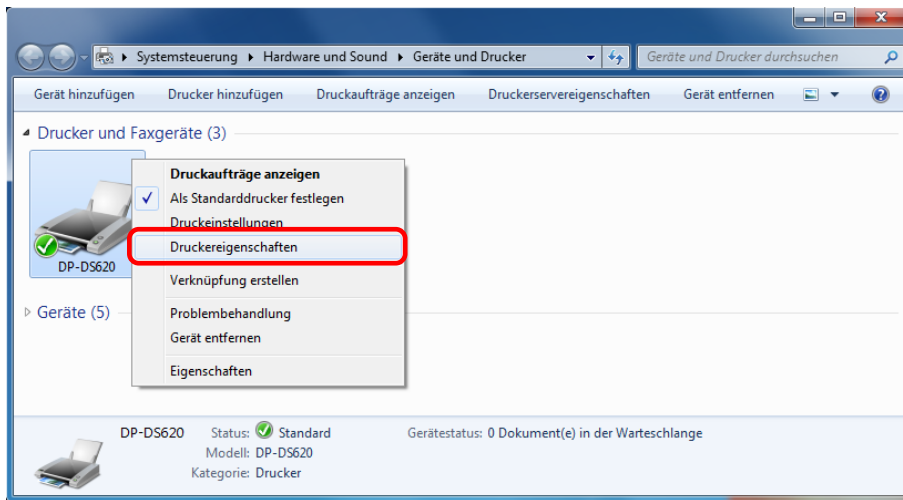 Systemsteuerung Hardware und Sound Geräte und Drucker Geräte und Drucker durchsuchen
Gerät hinzufügen Drucker hinzufügen Druckaufträge anzeigen Druckerservereigenschaften Gerät entfernen
Drucker und Faxgeräte (3)
Druckaufträge anzeigen
Als Standarddrucker festlegen
Druckeinstellungen
Druckereigenschaften
DP-DS620
Verknüpfung erstellen
Geräte (5)
Problembehandlung
Gerät entfernen
Eigenschaften
DP-DS620 Status: Standard Gerätestatus: 0 Dokument(e) in der Warteschlange
Modell: DP-DS620
Kategorie: Drucker